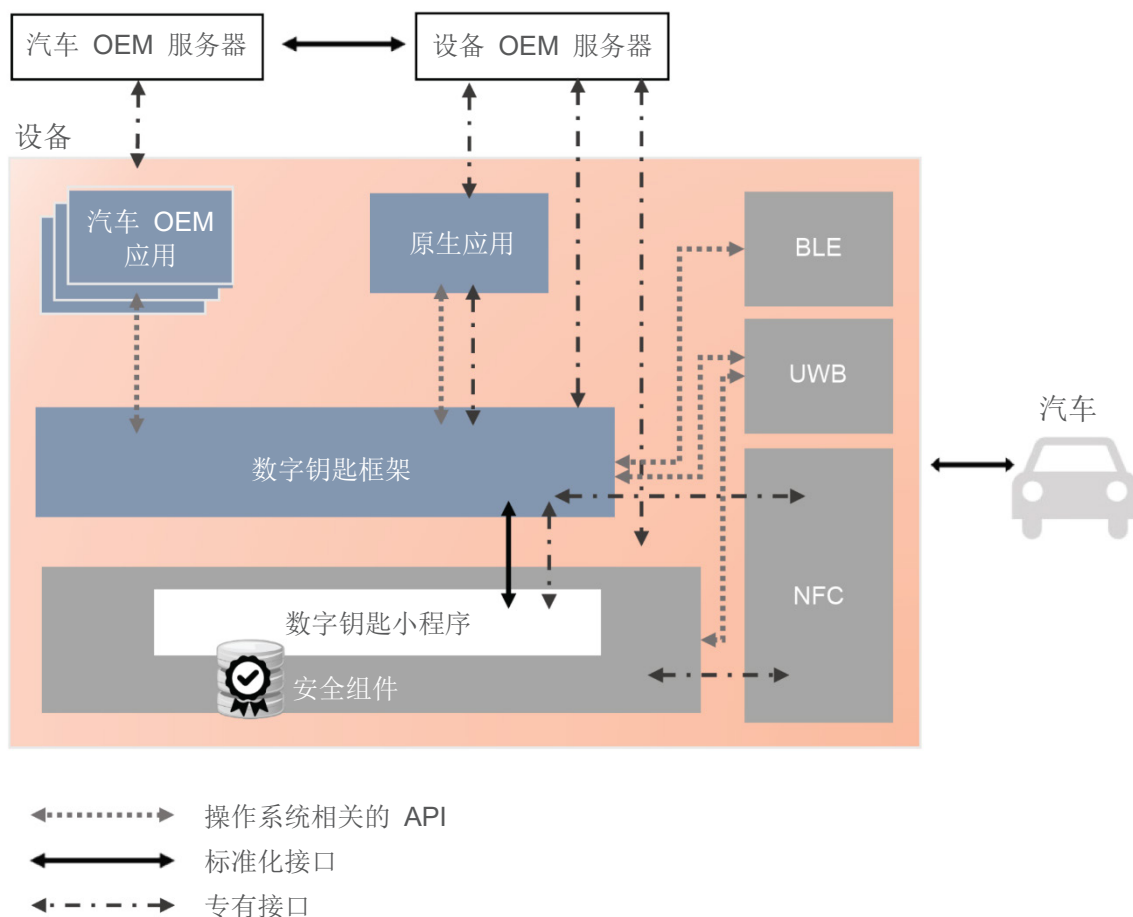 汽车 OEM 服务器
设备 OEM 服务器
设备
汽车 OEM
应用
原生应用
BLE
UWB
汽车
数字钥匙框架
NFC
数字钥匙小程序
安全组件
操作系统相关的 API
标准化接口
专有接口